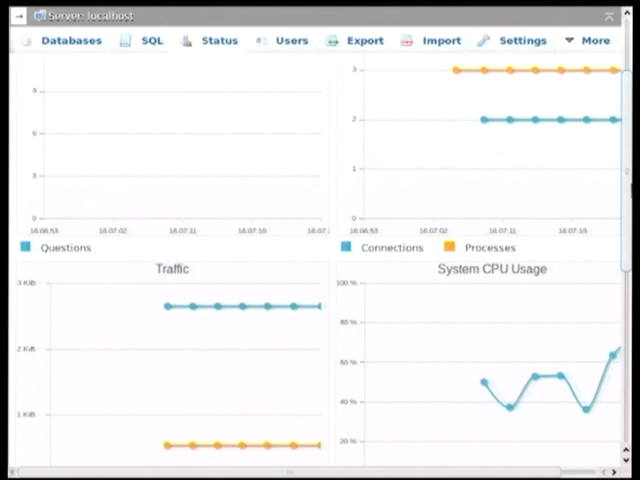 Server: localhost
Databases SQL Status Users Export Import Settings More
9
6
3
0
16:06:53 16:07:02 16:07:11 16:07:19
Questions
3
2
1
0
16:06:53 16:07:02 16:07:11 16:07:19
Connections Processes
Traffic
3 KiB
2 KiB
1 KiB
System CPU Usage
100 %
80 %
60 %
40 %
20 %